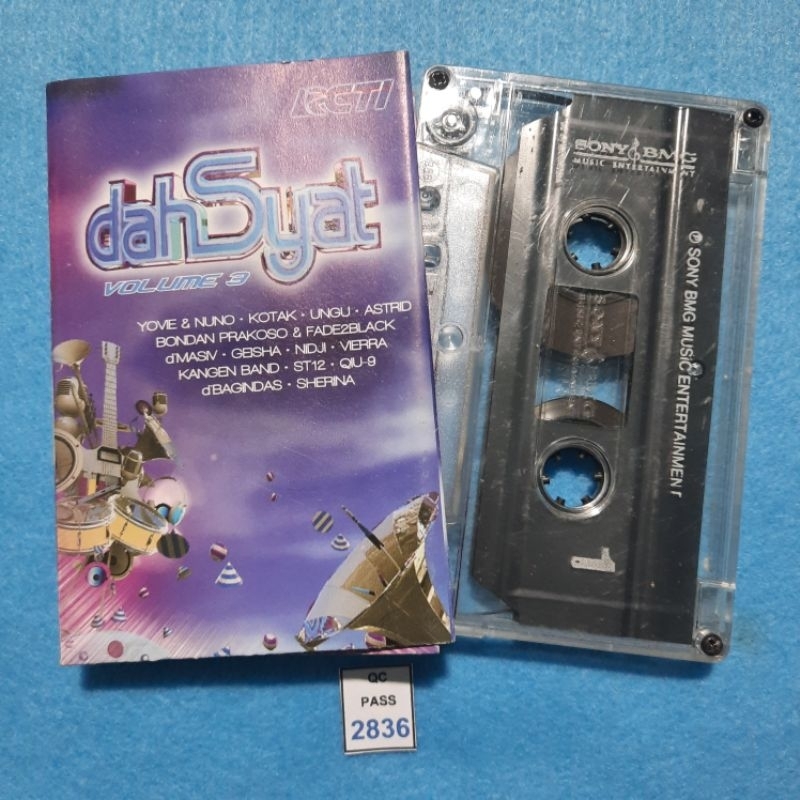 RCTI
dahSyat
VOLUME 3
YOVIE & NUNO • KOTAK • UNGU • ASTRID
BONDAN PRAKOSO & FADE2BLACK
d'MASIV • GEISHA • NIDJI • VIERRA
KANGEN BAND • ST12 • QIU-9
d'BAGINDAS • SHERINA
SONY BMG
MUSIC ENTERTAINMENT
℗ SONY BMG MUSIC ENTERTAINMENT
1
QC
PASS
2836